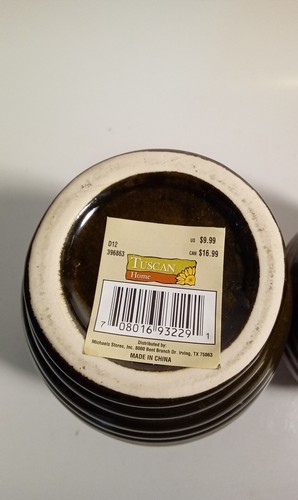 D12
396863
US $9.99
CAN $16.99
TUSCAN
Home
7 08016 93229 1
Distributed by:
Michaels Stores, Inc. 8000 Bent Branch Dr. Irving, TX 75063
MADE IN CHINA